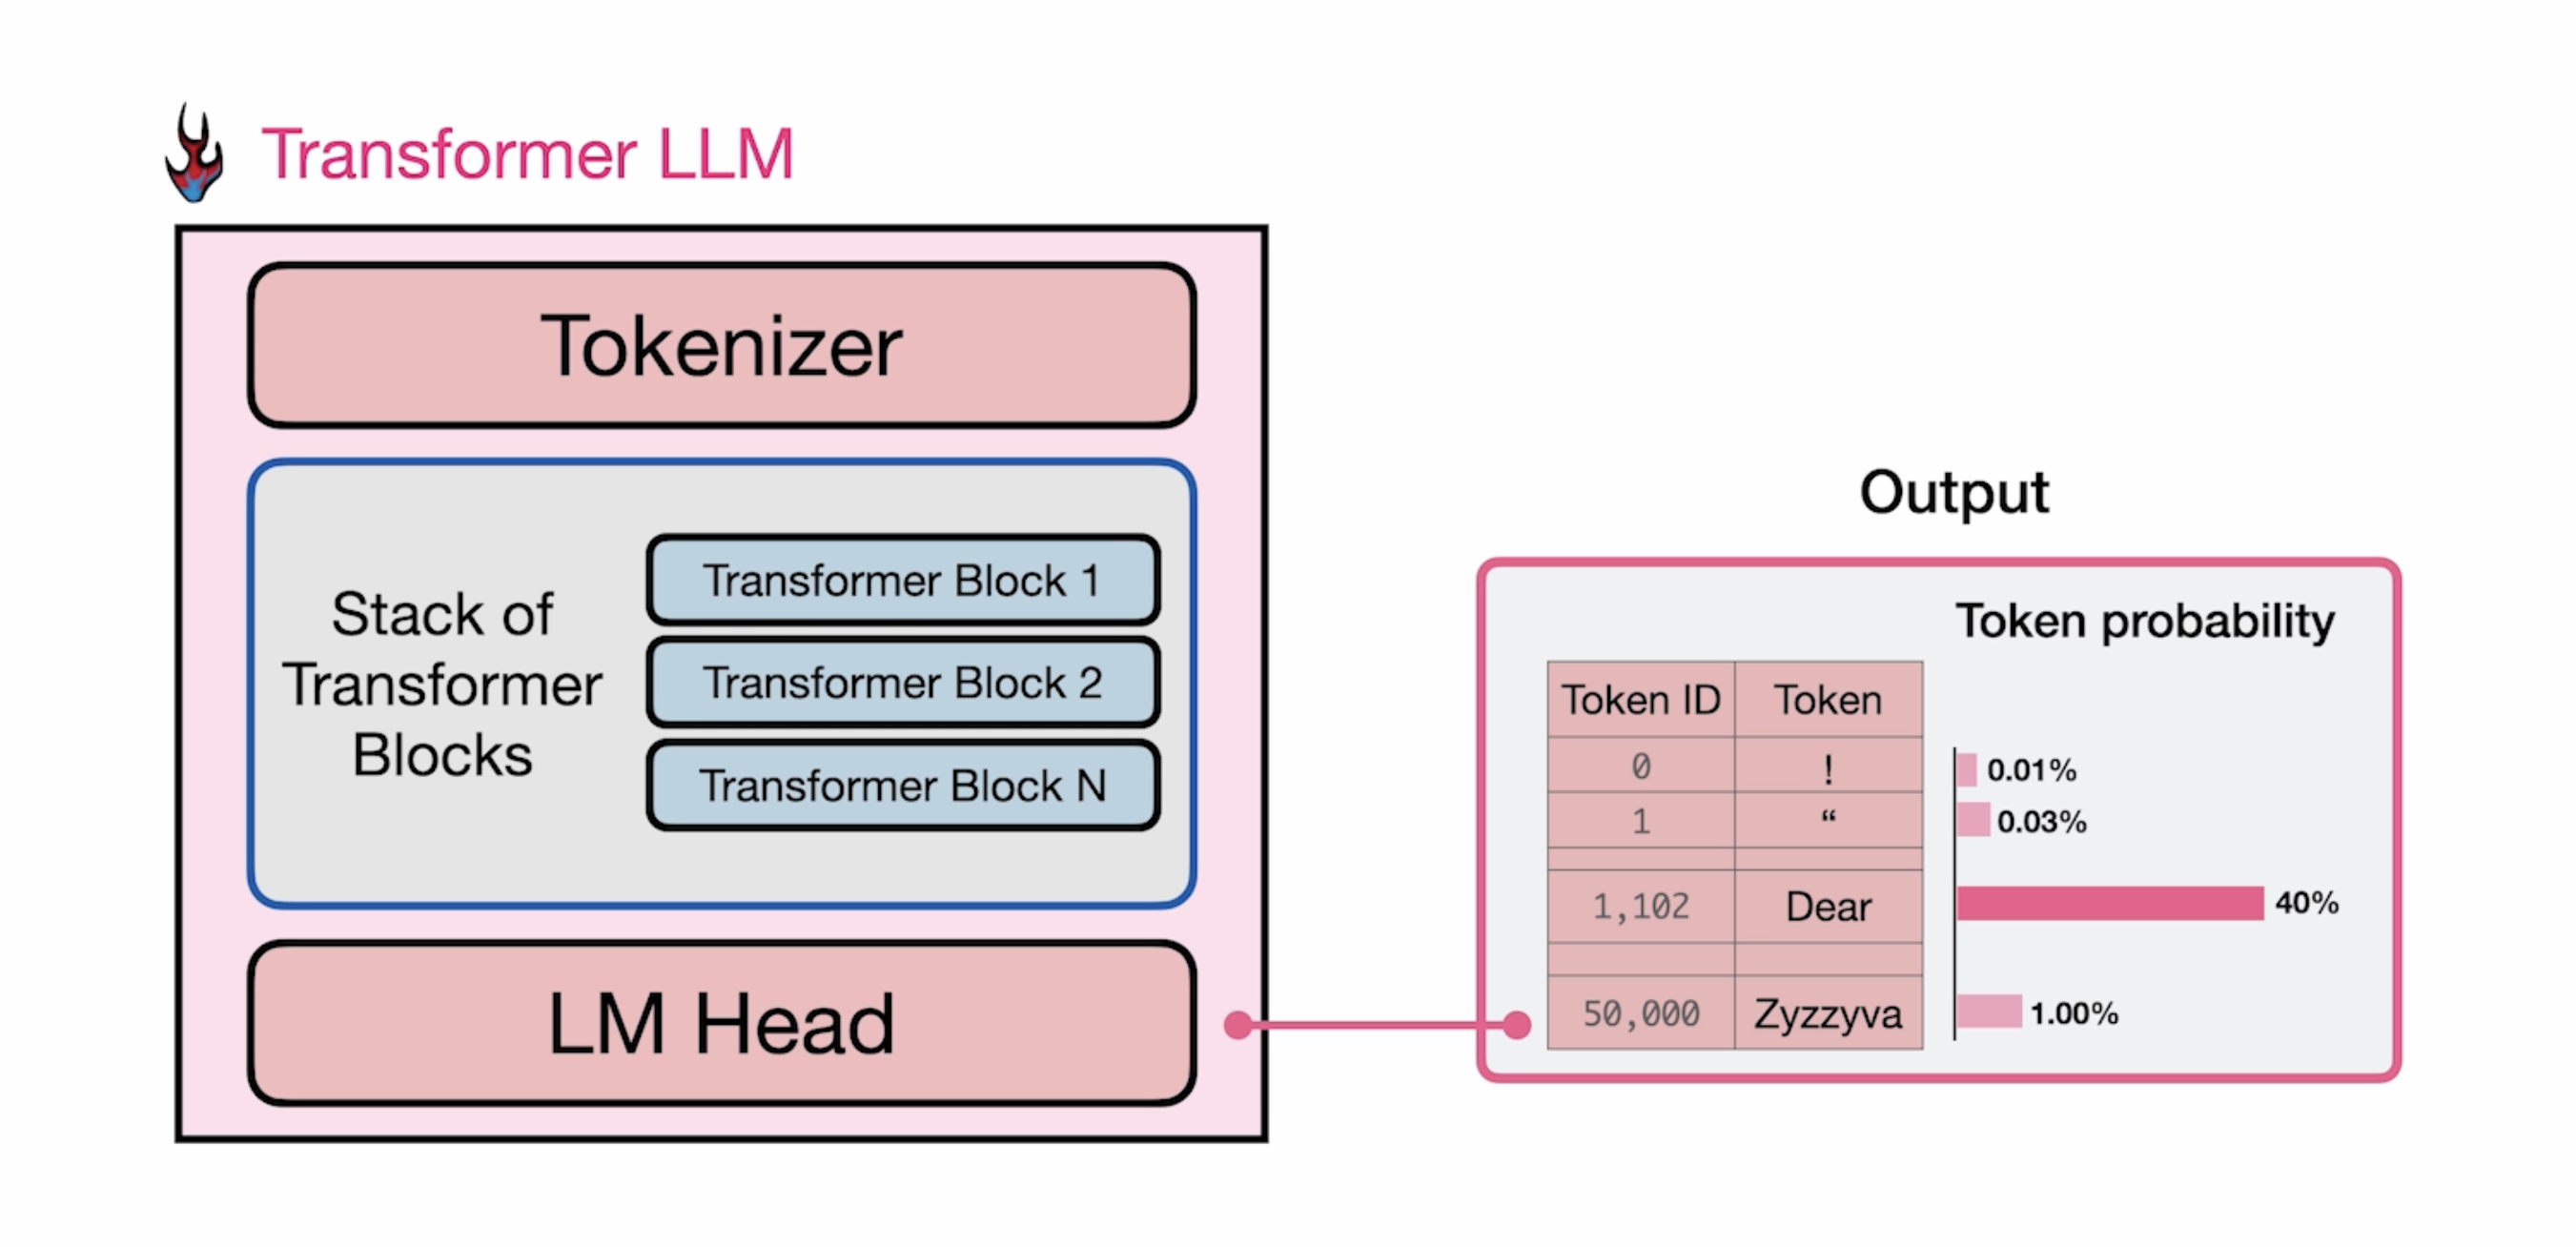 Transformer LLM
Tokenizer
Stack of
Transformer
Blocks
Transformer Block 1
Transformer Block 2
Transformer Block N
LM Head
Output
Token probability
Token ID Token
0 ! 0.01%
1 “ 0.03%
1,102 Dear 40%
50,000 Zyzzyva 1.00%